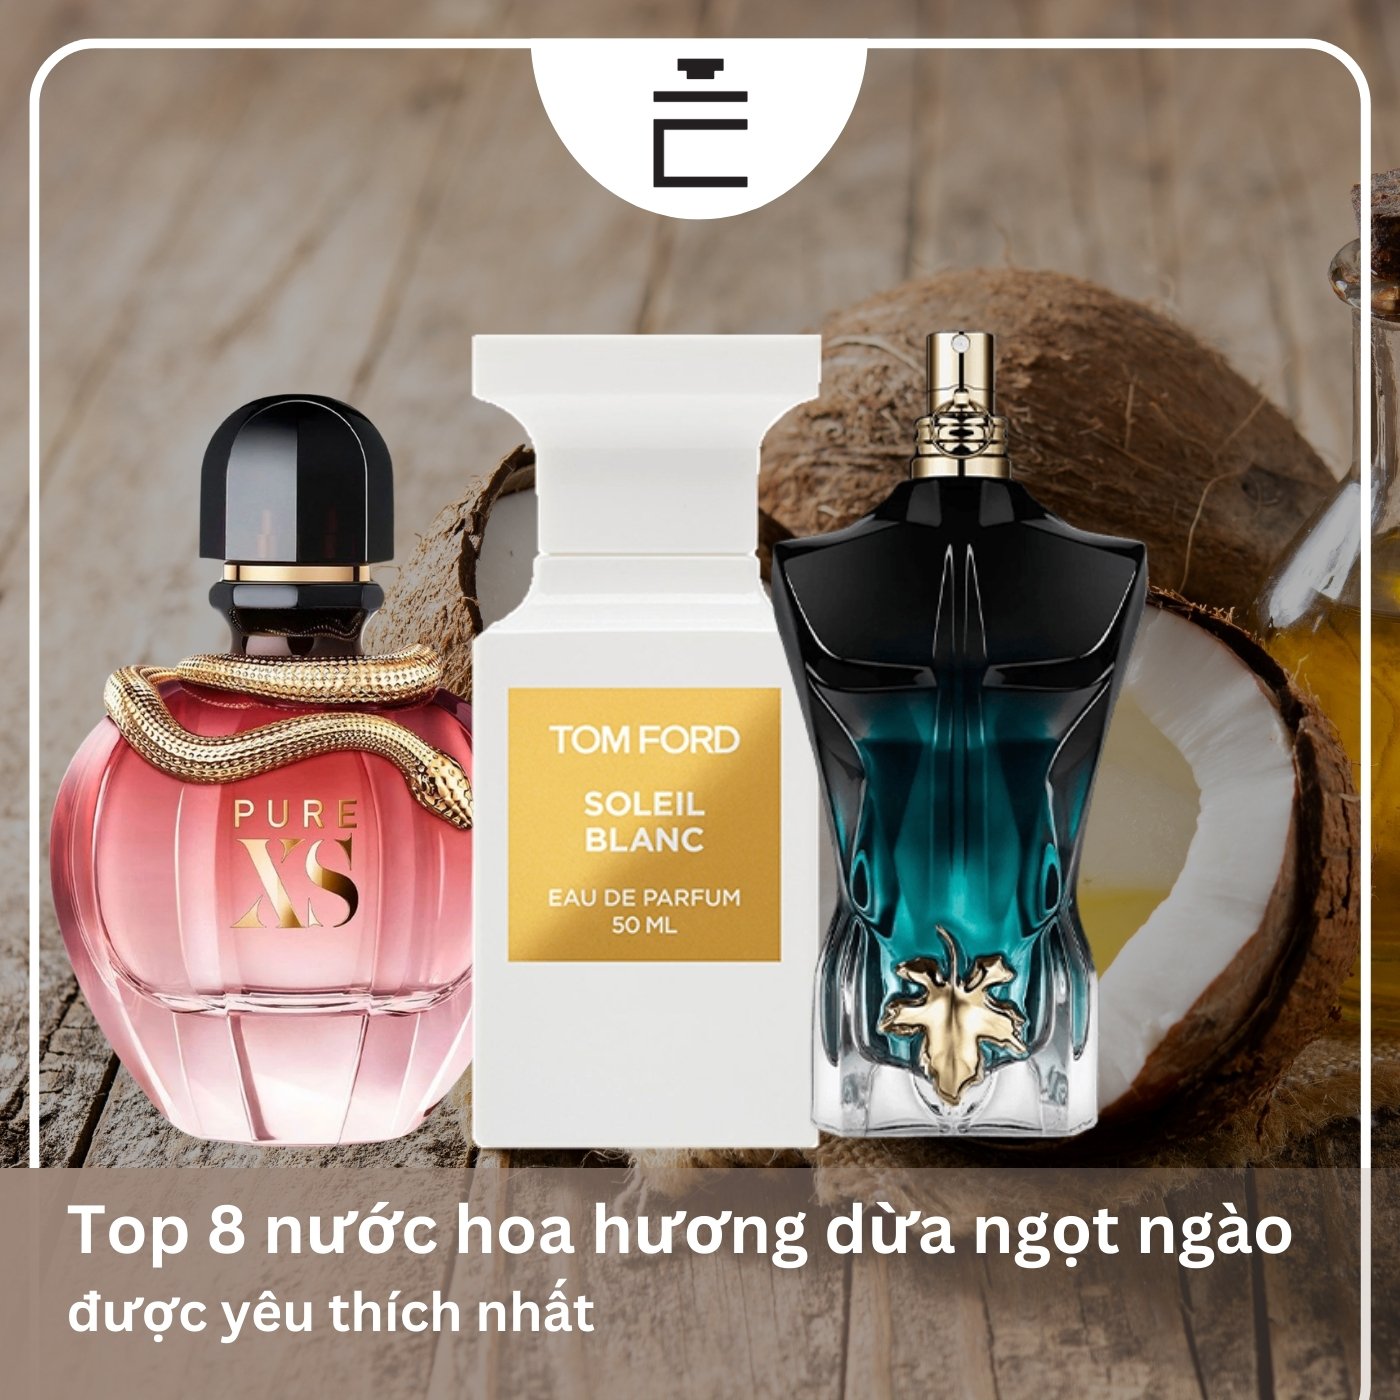 PURE
XS
TOM FORD
SOLEIL
BLANC
EAU DE PARFUM
50 ML
Top 8 nước hoa hương dừa ngọt ngào
được yêu thích nhất